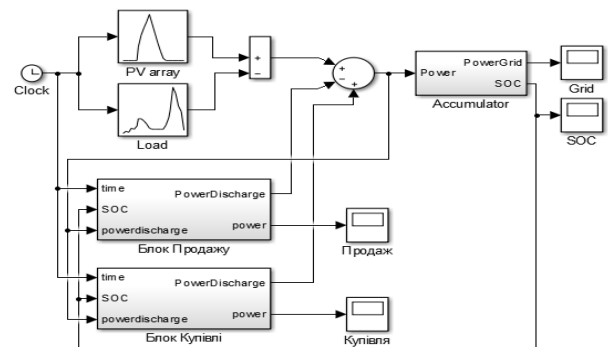 Clock
PV array
Load
+
−
+
−
+
Power
PowerGrid
SOC
Accumulator
Grid
SOC
time
SOC
powerdischarge
PowerDischarge
power
Блок Продажу
Продаж
time
SOC
powerdischarge
PowerDischarge
power
Блок Купівлі
Купівля